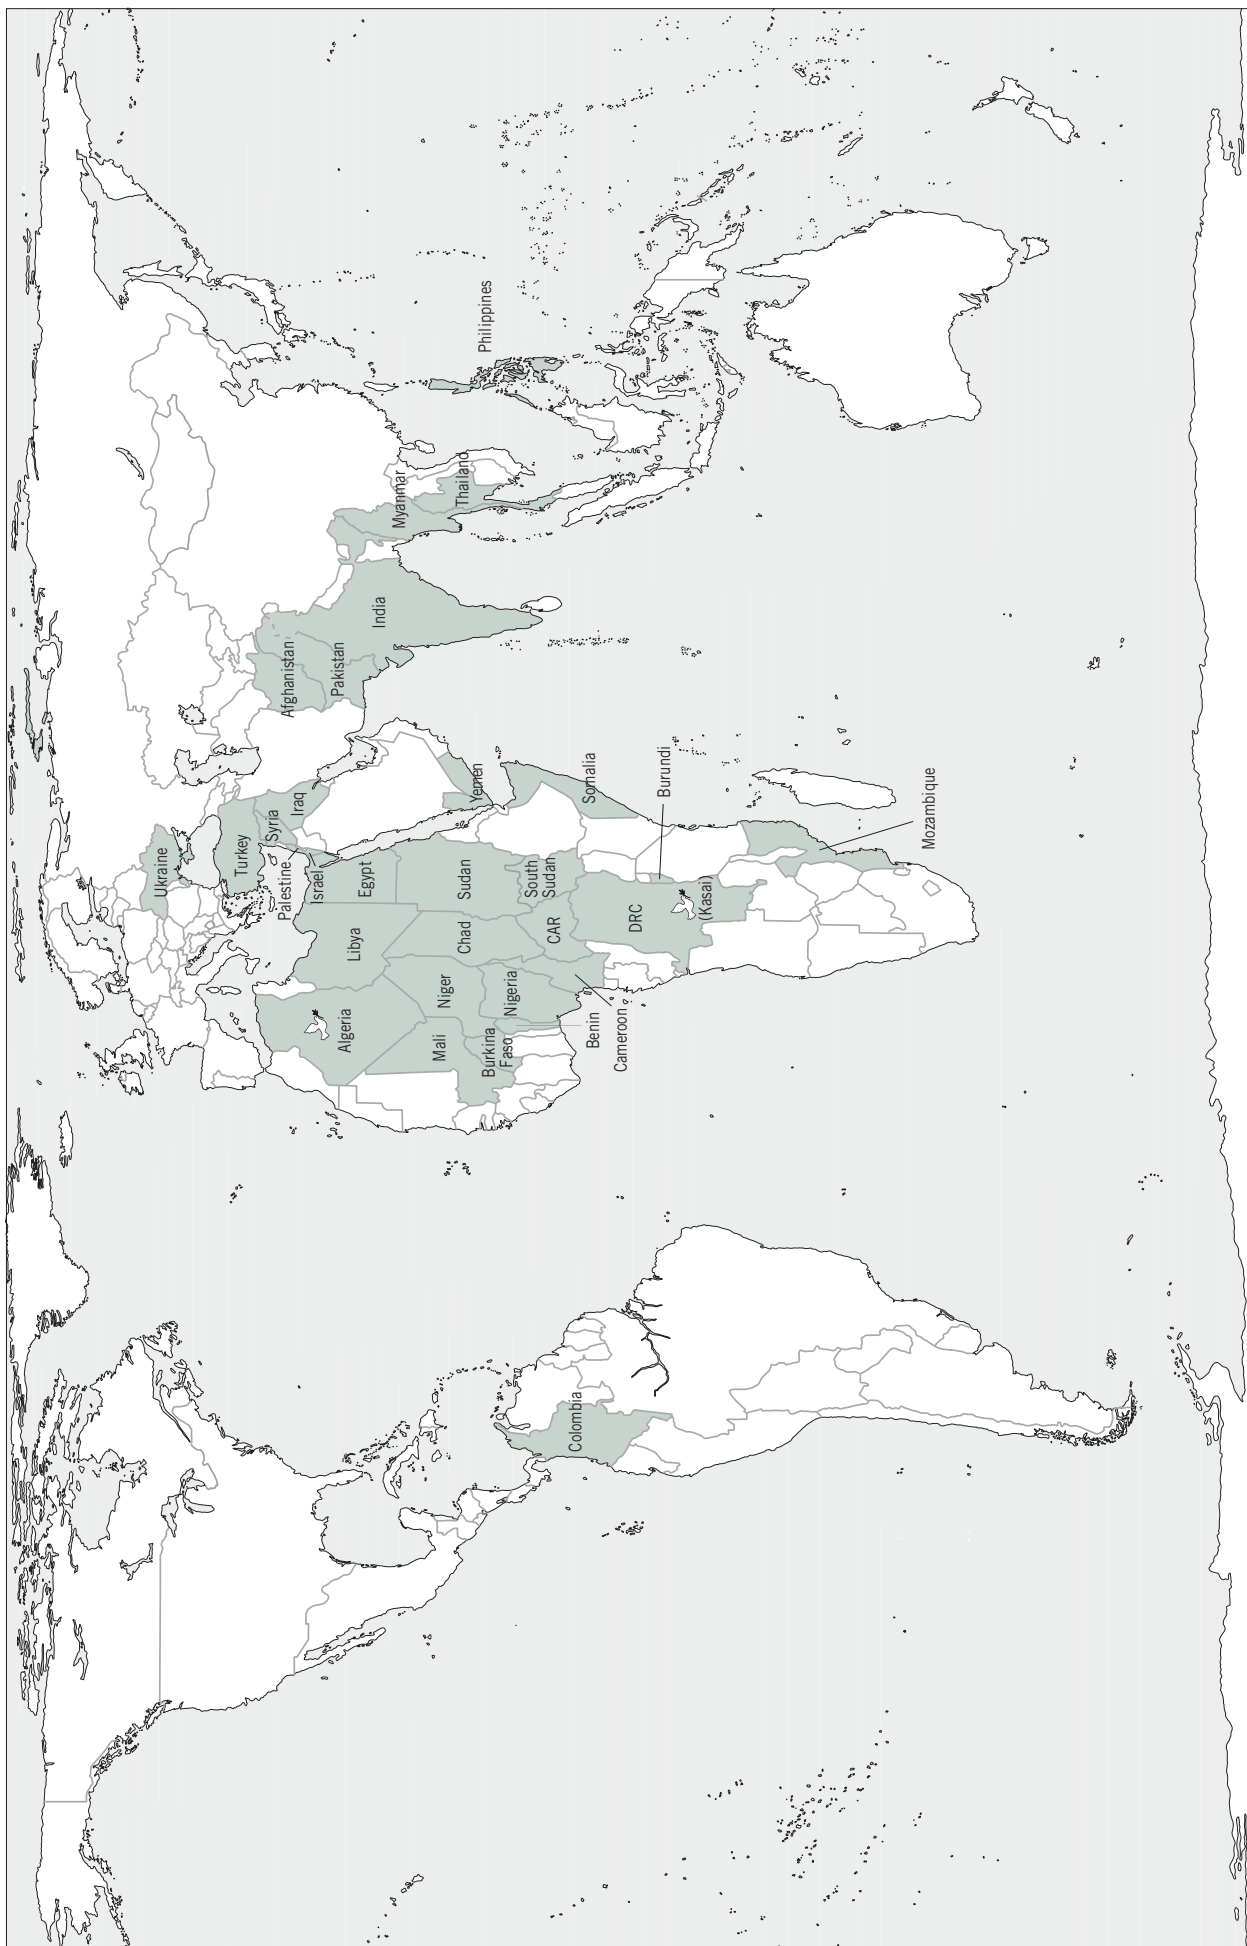 Ukraine
Turkey
Syria
Iraq
Palestine
Israel
Egypt
Libya
Algeria
Afghanistan
Pakistan
India
Myanmar
Thailand
Philippines
Yemen
Somalia
Sudan
South
Sudan
Chad
Niger
Mali
Burkina
Faso
Nigeria
CAR
Benin
Cameroon
DRC
(Kasai)
Burundi
Mozambique
Colombia